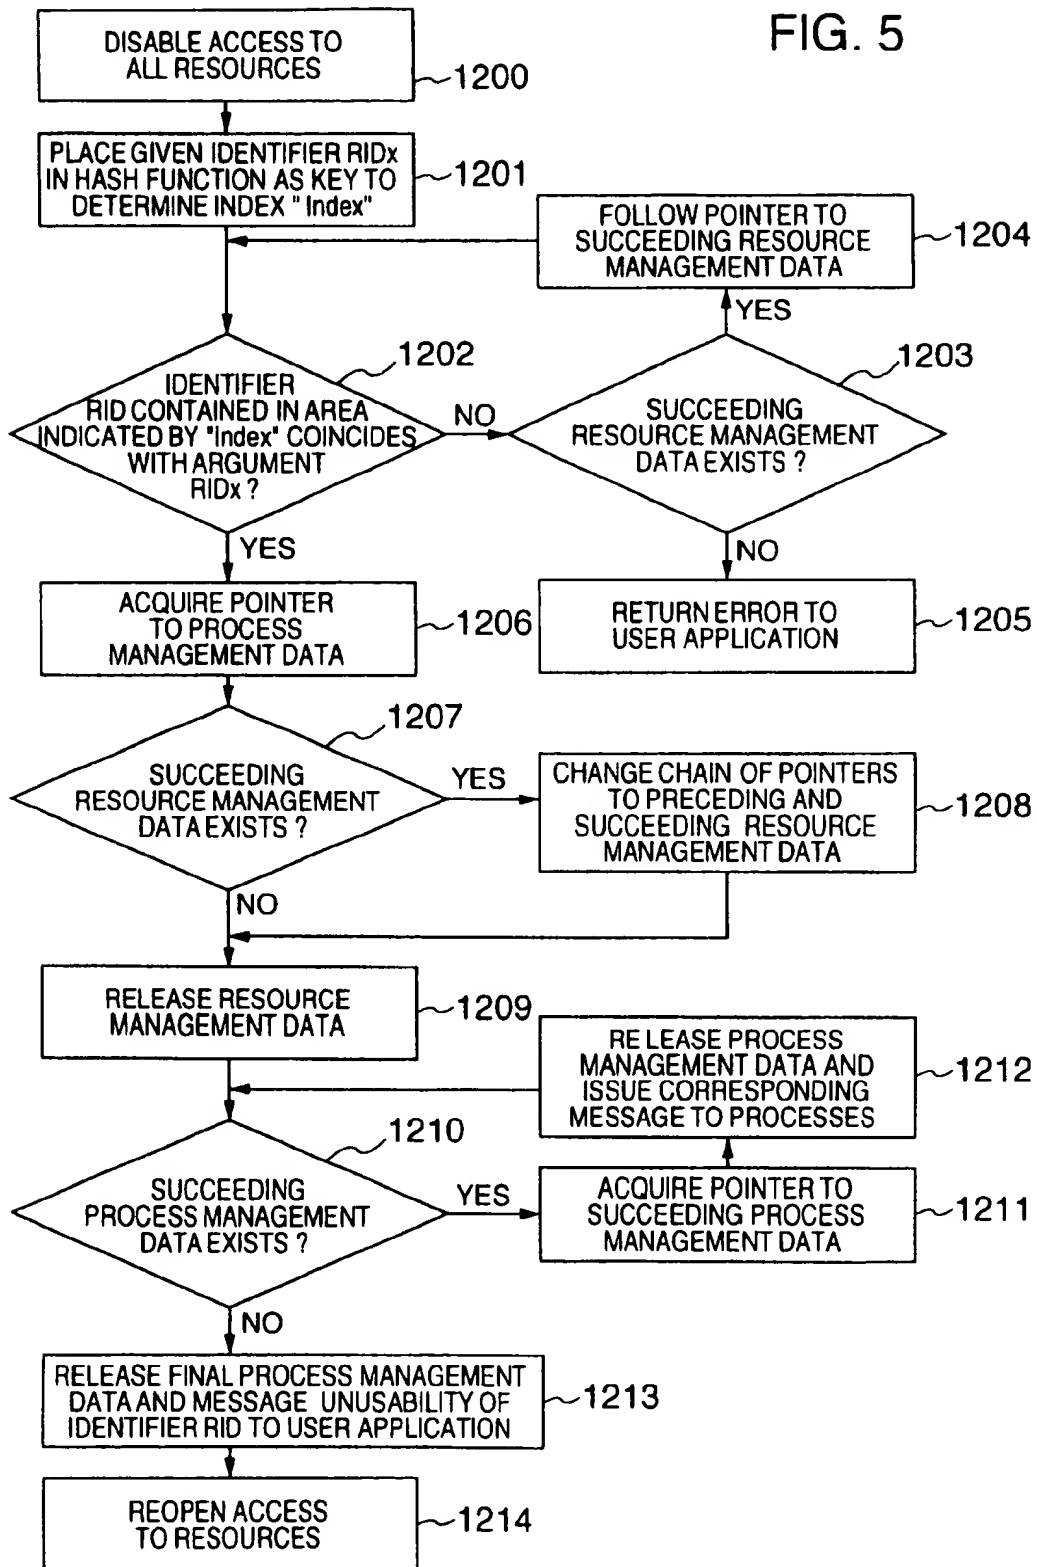 FIG. 5
DISABLE ACCESS TO
ALL RESOURCES
1200
PLACE GIVEN IDENTIFIER RIDx
IN HASH FUNCTION AS KEY TO
DETERMINE INDEX " Index"
1201
FOLLOW POINTER TO
SUCCEEDING RESOURCE
MANAGEMENT DATA
1204
YES
1202
IDENTIFIER
RID CONTAINED IN AREA
INDICATED BY "Index" COINCIDES
WITH ARGUMENT
RIDx ?
NO
1203
SUCCEEDING
RESOURCE MANAGEMENT
DATA EXISTS ?
YES
NO
ACQUIRE POINTER
TO PROCESS
MANAGEMENT DATA
1206
RETURN ERROR TO
USER APPLICATION
1205
1207
SUCCEEDING
RESOURCE MANAGEMENT
DATA EXISTS ?
YES
CHANGE CHAIN OF POINTERS
TO PRECEDING AND
SUCCEEDING RESOURCE
MANAGEMENT DATA
1208
NO
RELEASE RESOURCE
MANAGEMENT DATA
1209
RE LEASE PROCESS
MANAGEMENT DATA AND
ISSUE CORRESPONDING
MESSAGE TO PROCESSES
1212
1210
SUCCEEDING
PROCESS MANAGEMENT
DATA EXISTS ?
YES
ACQUIRE POINTER TO
SUCCEEDING PROCESS
MANAGEMENT DATA
1211
NO
RELEASE FINAL PROCESS MANAGEMENT
DATA AND MESSAGE UNUSABILITY OF
IDENTIFIER RID TO USER APPLICATION
1213
REOPEN ACCESS
TO RESOURCES
1214